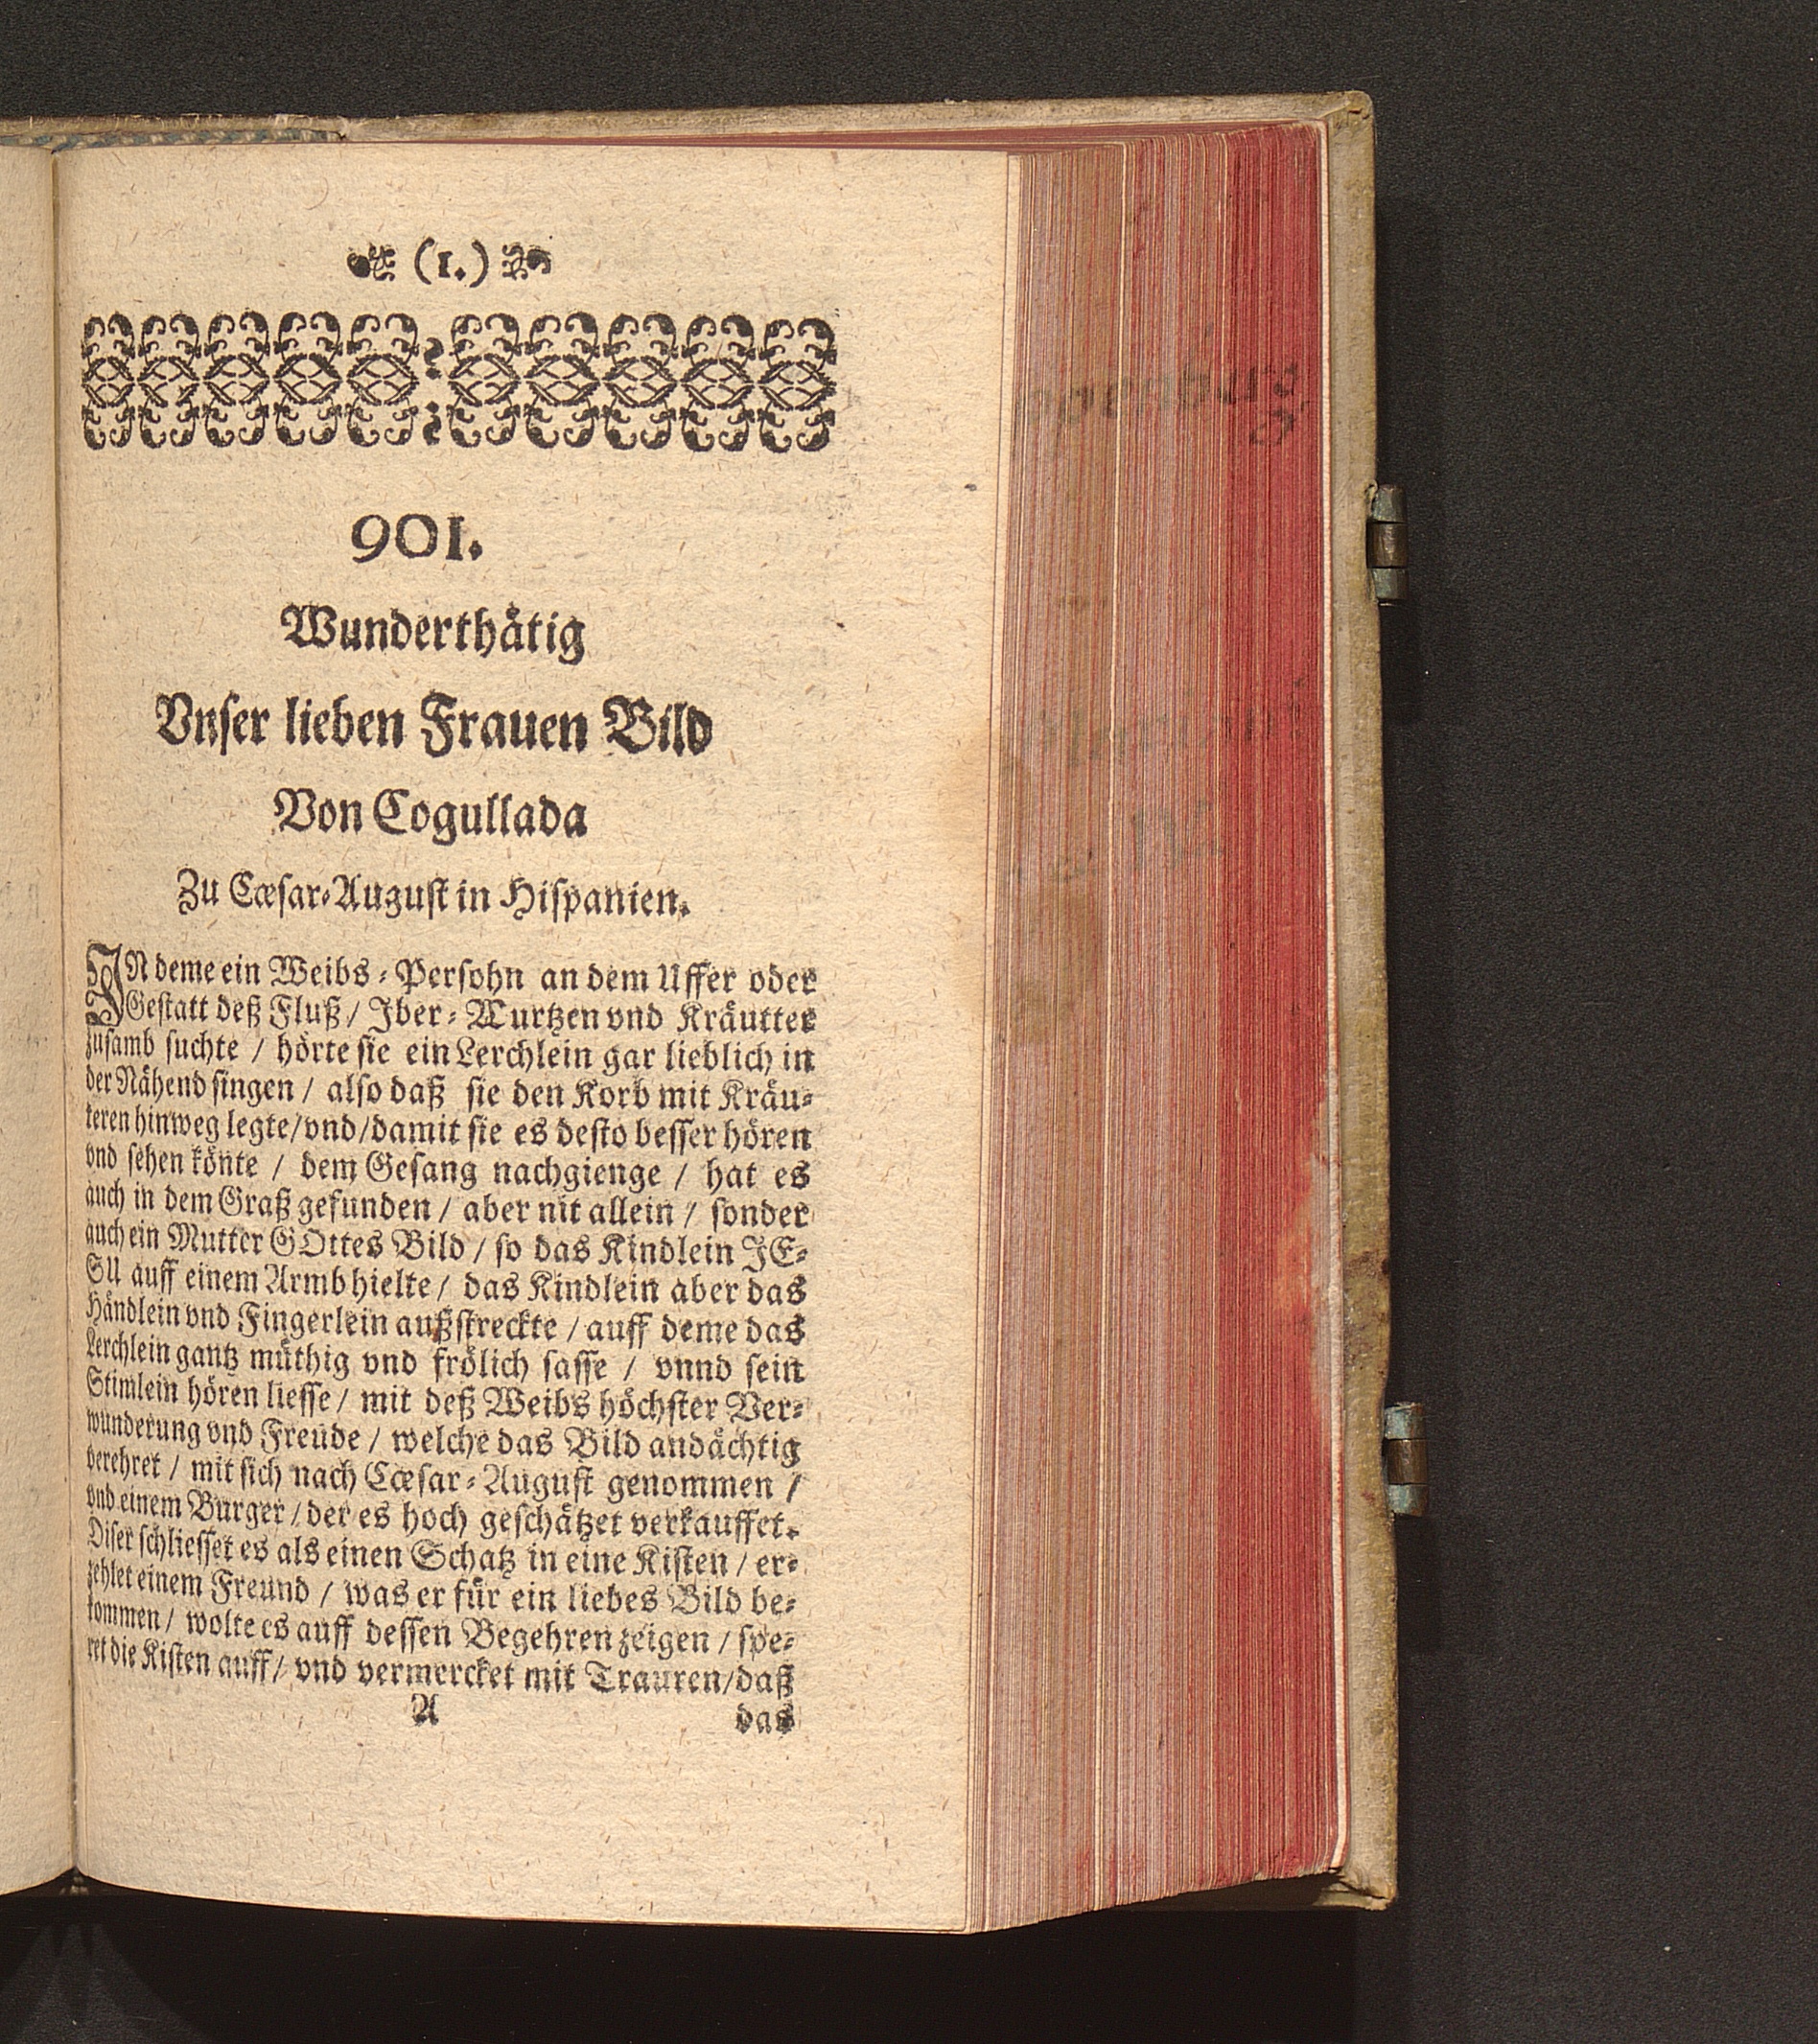 (1.)
901.
Wunderthätig
Vnser lieben Frauen Bild
Von Cogullada
Zu Cæsar-August in Hispanien.
IN deme ein Weibs-Persohn an dem Uffer oder
Gestatt deß Fluß / Iber-Wurtzen vnd Kräutter
zusamb suchte / hörte sie ein Lerchlein gar lieblich in
der Nähend singen / also daß sie den Korb mit Kräu-
teren hinweg legte/vnd/damit sie es desto besser hören
vnd sehen könte / dem Gesang nachgienge / hat es
auch in dem Graß gefunden / aber nit allein / sonder
auch ein Mutter GOttes Bild / so das Kindlein JE-
SU auff einem Armb hielte / das Kindlein aber das
Händlein vnd Fingerlein außstreckte / auff deme das
Lerchlein gantz müthig vnd frölich sasse / vnnd sein
Stimlein hören liesse / mit deß Weibs höchster Ver-
wunderung vnd Freude / welche das Bild andächtig
verehret / mit sich nach Cæsar-August genommen /
vnd einem Burger / der es hoch geschätzet verkauffet.
Diser schliesset es als einen Schatz in eine Kisten / er-
zehlet einem Freund / was er für ein liebes Bild be-
kommen / wolte es auff dessen Begehren zeigen / spe-
ret die Kisten auff / vnd vermercket mit Trauren/daß
A
das